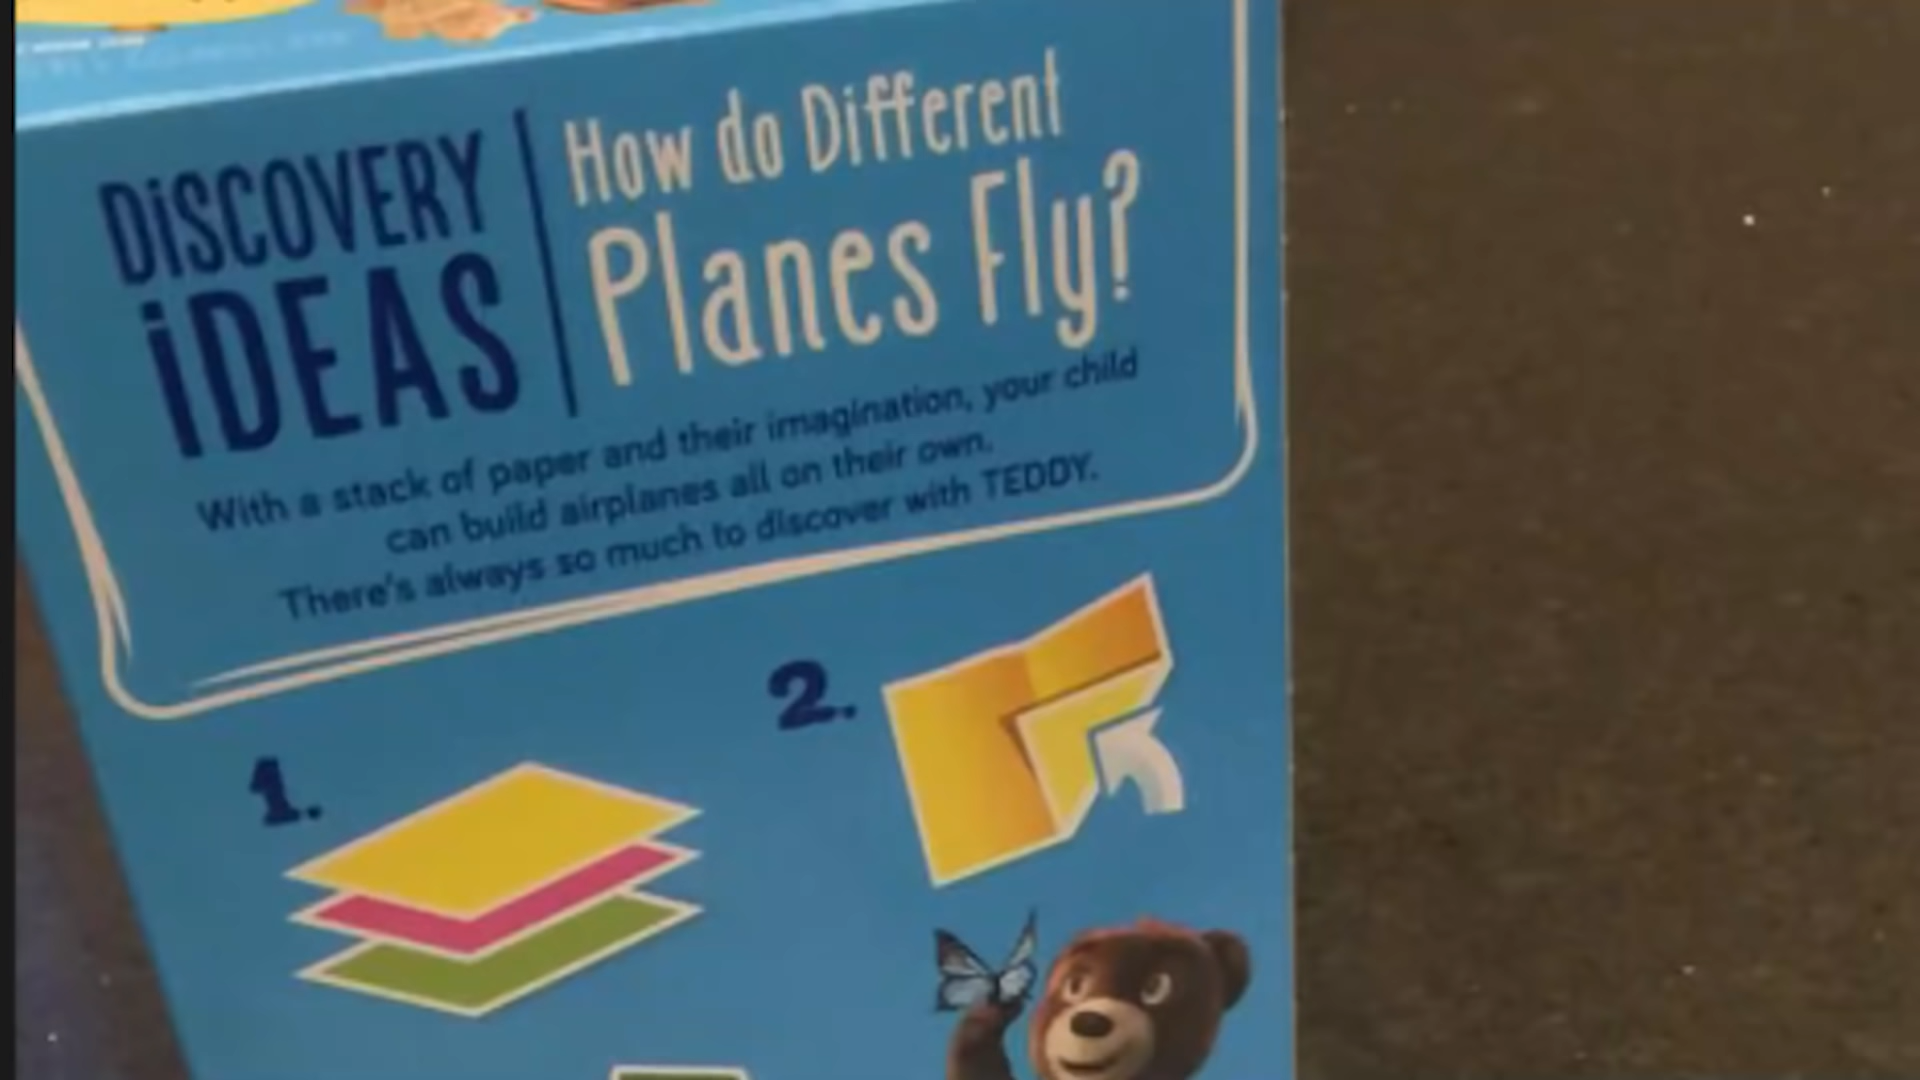 DiSCOVERY
iDEAS
How do Different
Planes Fly?
With a stack of paper and their imagination, your child
can build airplanes all on their own.
There's always so much to discover with TEDDY.
1.
2.